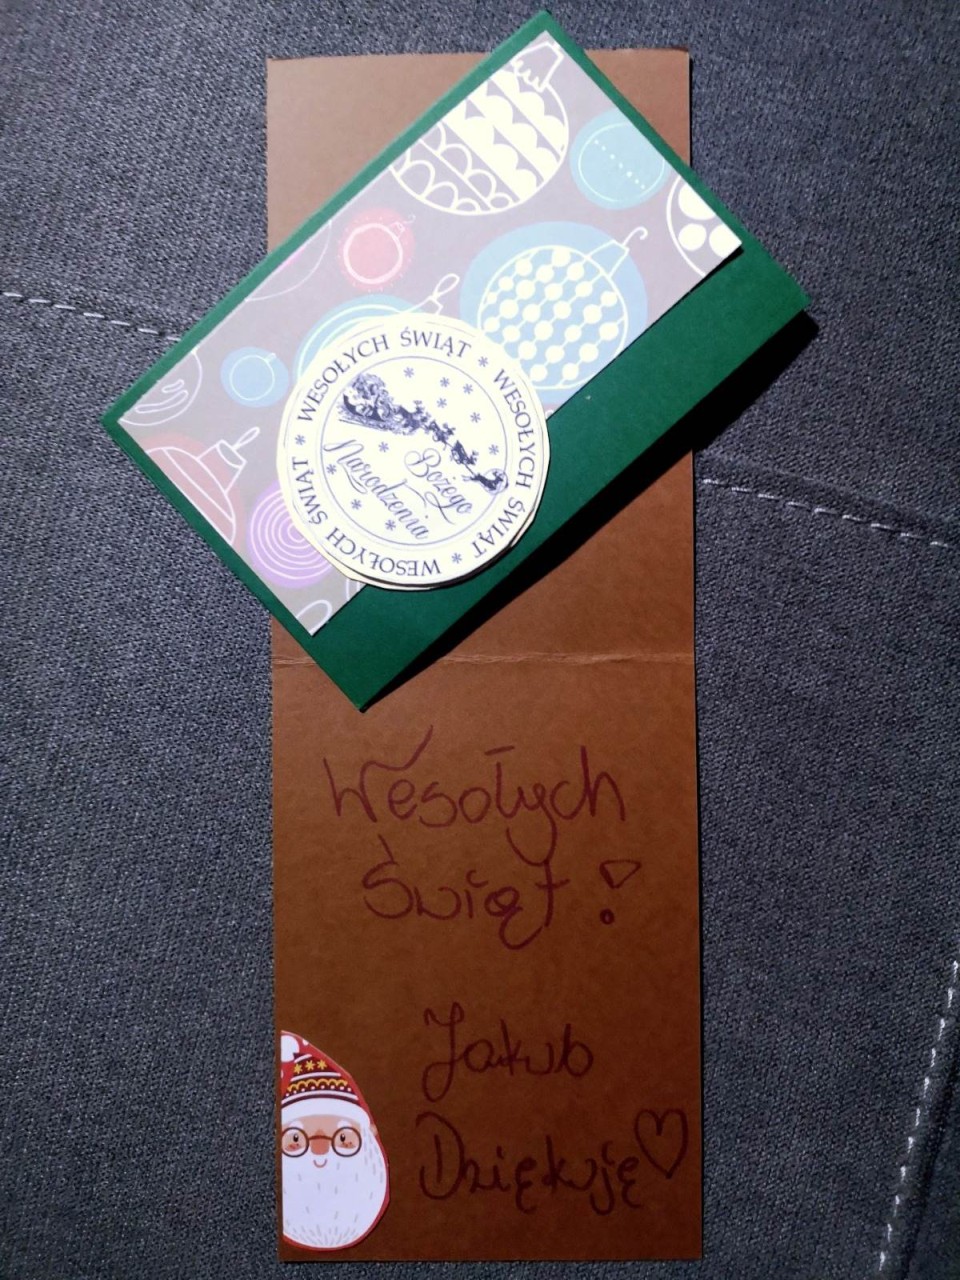 WESOŁYCH ŚWIĄT * WESOŁYCH ŚWIĄT * WESOŁYCH ŚWIĄT *
Bożego
Narodzenia
Wesołych
Świąt!
Jakub
Dziękuję